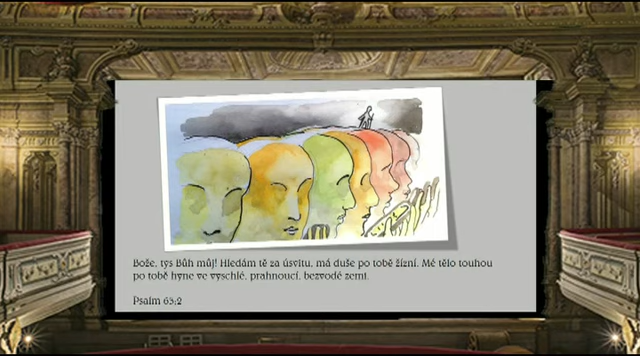 Bože, tys Bůh můj! Hledám tě za úsvitu, má duše po tobě žízní. Mé tělo touhou
po tobě hyne ve vyschlé, prahnoucí, bezvodé zemi.
Psalm 63:2